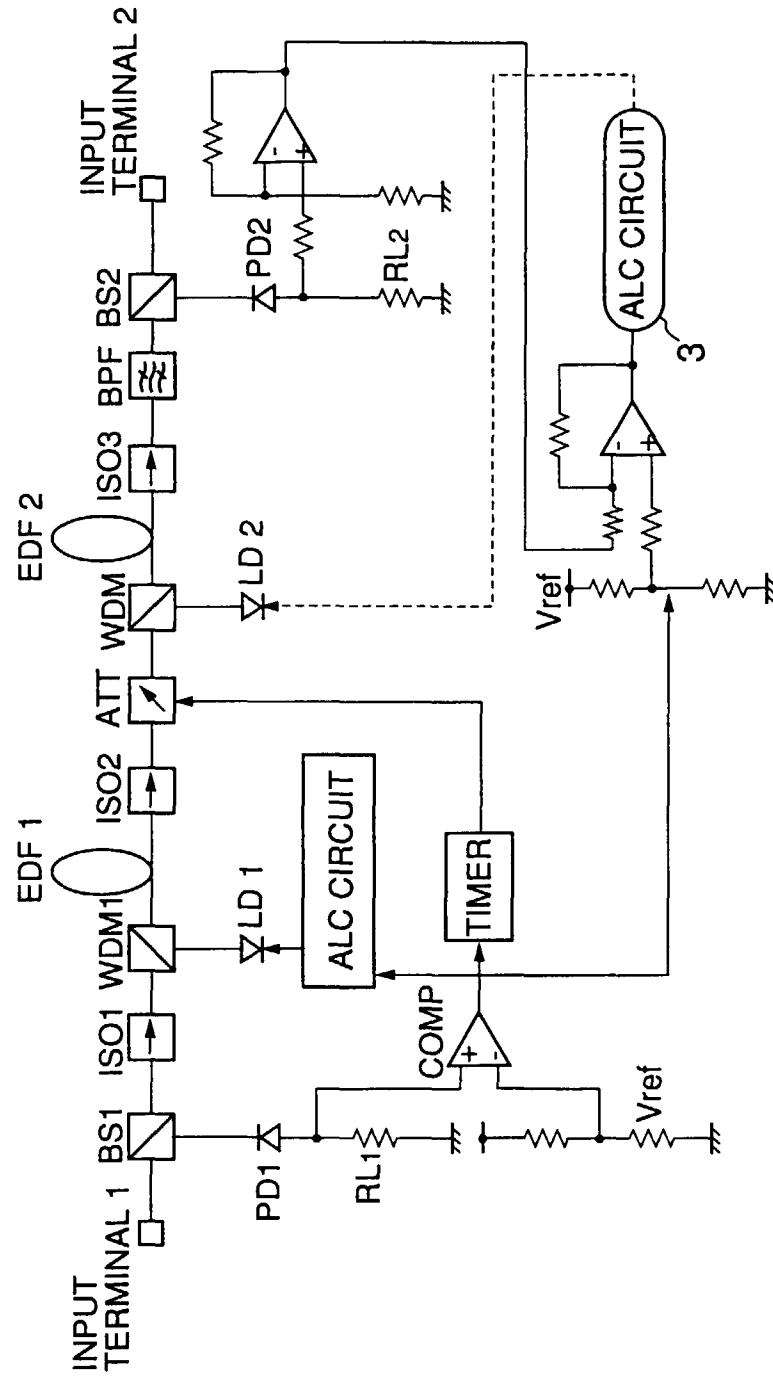 INPUT
TERMINAL 1
BS1
ISO1
WDM1
EDF 1
ISO2
ATT
WDM
EDF 2
ISO3
BPF
BS2
INPUT
TERMINAL 2
PD1
RL1
LD 1
ALC CIRCUIT
COMP
+
-
TIMER
Vref
LD 2
PD2
RL2
-
+
Vref
-
+
ALC CIRCUIT
3